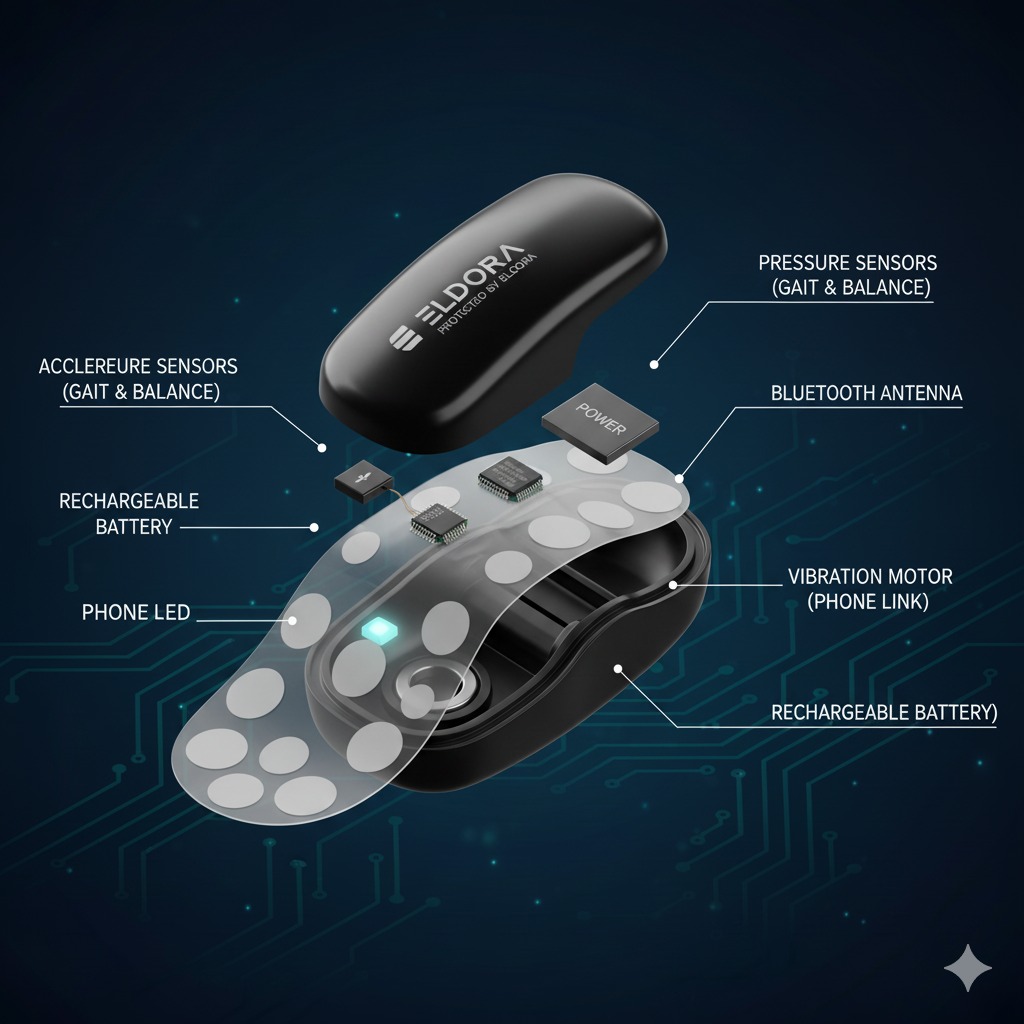 ELDORA
PROTECTED BY ELDORA
PRESSURE SENSORS
(GAIT & BALANCE)
ACCLEREURE SENSORS
(GAIT & BALANCE)
BLUETOOTH ANTENNA
POWER
RECHARGEABLE
BATTERY
VIBRATION MOTOR
(PHONE LINK)
PHONE LED
RECHARGEABLE BATTERY)